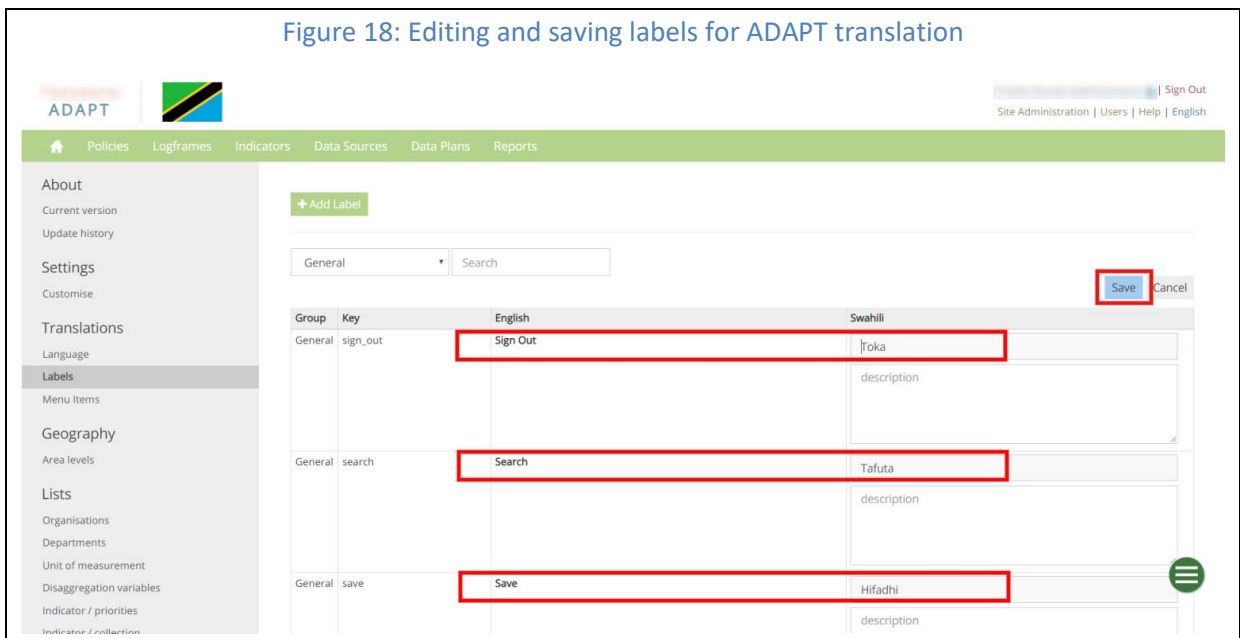 Figure 18: Editing and saving labels for ADAPT translation
ADAPT
| Sign Out
Site Administration | Users | Help | English
Policies Logframes Indicators Data Sources Data Plans Reports
About
Current version
Update history
Settings
Customise
Translations
Language
Labels
Menu Items
Geography
Area levels
Lists
Organisations
Departments
Unit of measurement
Disaggregation variables
Indicator / priorities
Indicator / collection
+ Add Label
General Search
Save Cancel
Group Key English Swahili
General sign_out Sign Out Toka
description
General search Search Tafuta
description
General save Save Hifadhi
description